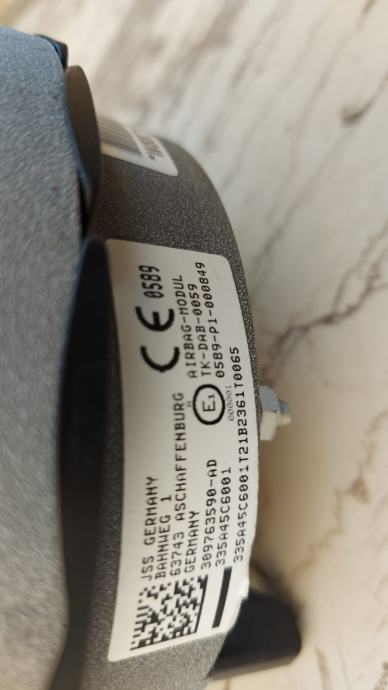 JSS GERMANY
BAHNWEG 1
63743 ASCHAFFENBURG
GERMANY
309763590-AD
335A45C6001
335A45C6001T21B2361T0065
CE 0589
AIRBAG-MODUL
TK-DAB-0059
0589-P1-000849
E1
000001